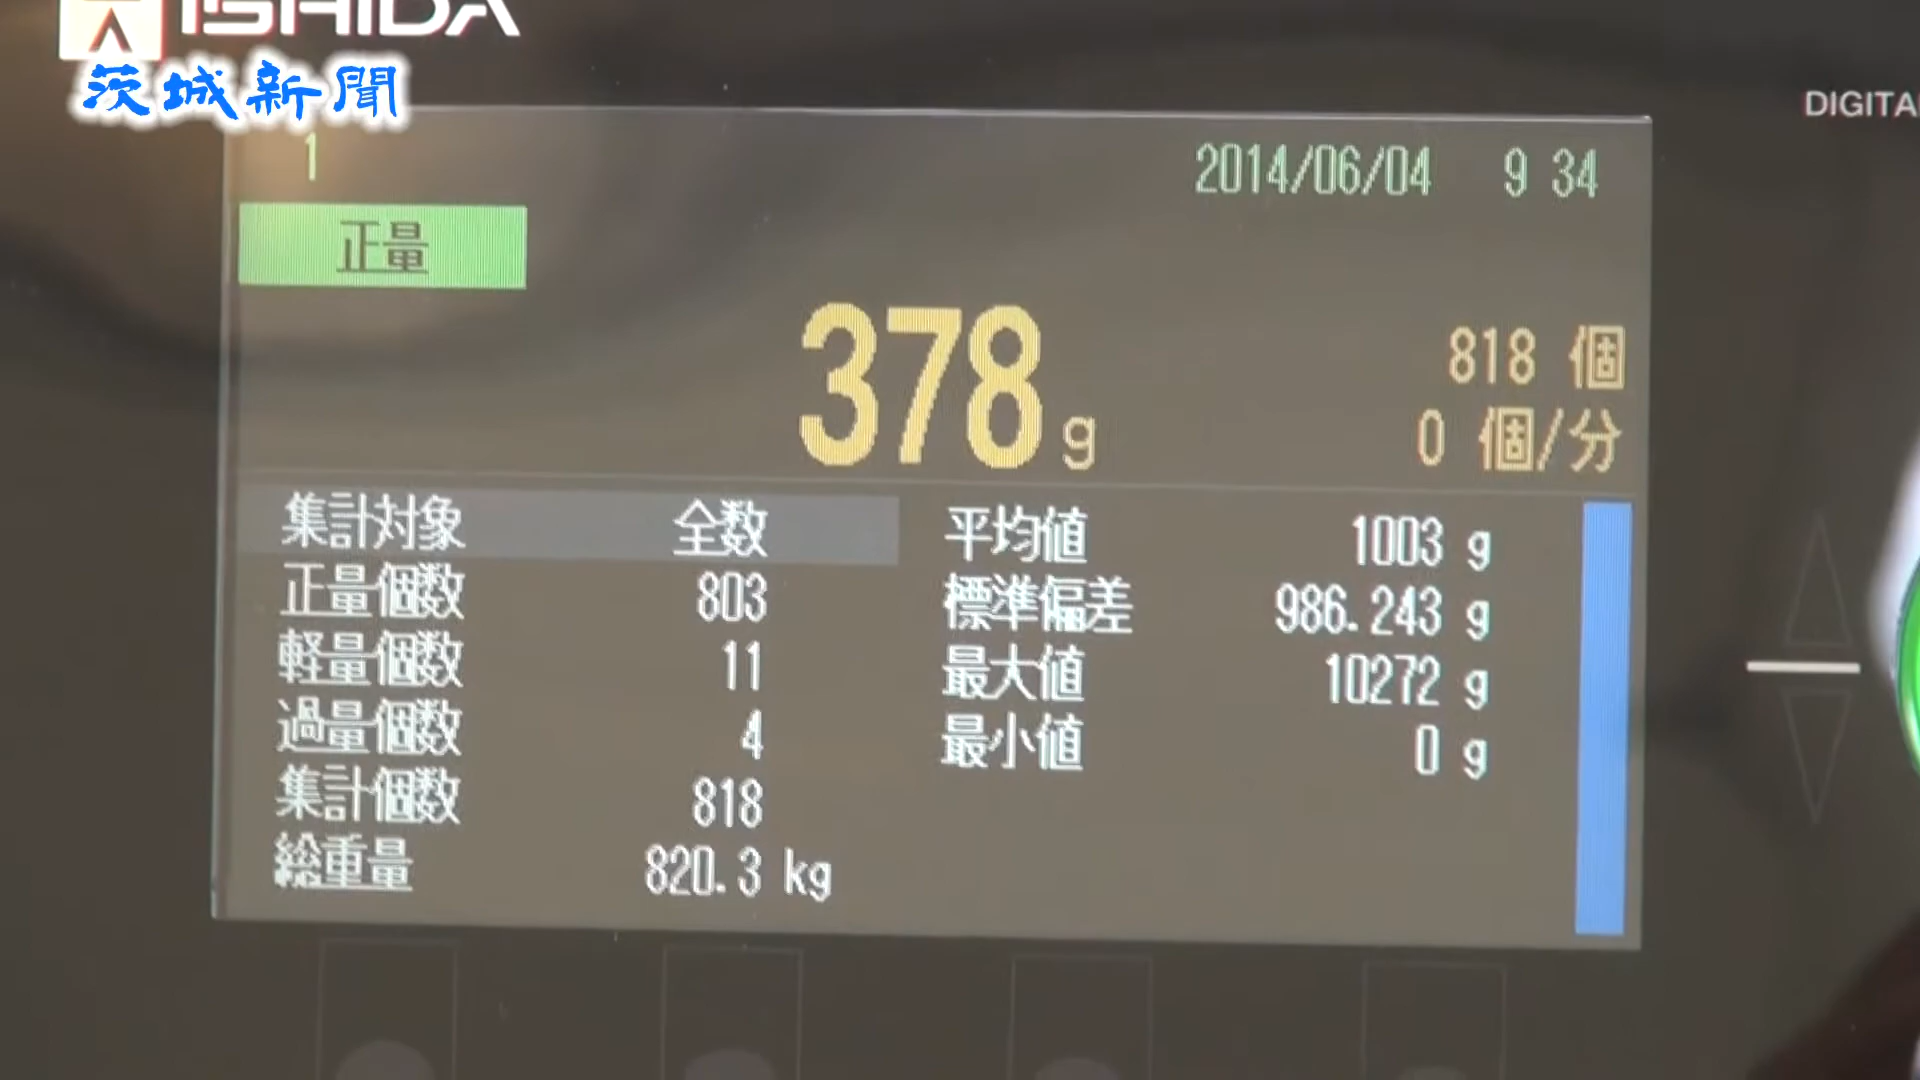 ISHIDA
茨城新聞
DIGITA
1
2014/06/04 9 34
正量
378 g
818 個
0 個/分
集計対象 全数
正量個数 803
軽量個数 11
過量個数 4
集計個数 818
総重量 820.3 kg
平均値 1003 g
標準偏差 986.243 g
最大値 10272 g
最小値 0 g